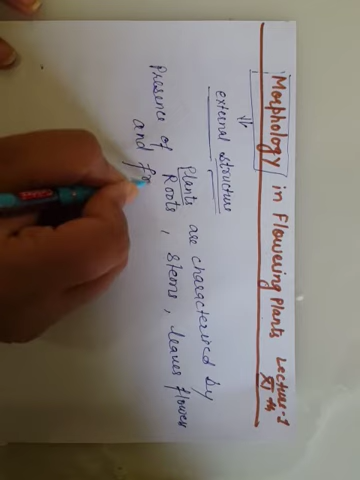 Morphology in Flowering Plants Lecture-1
XI th
external structure
Plants are characterized by
Presence of Roots, stems, leaves flower
and fr